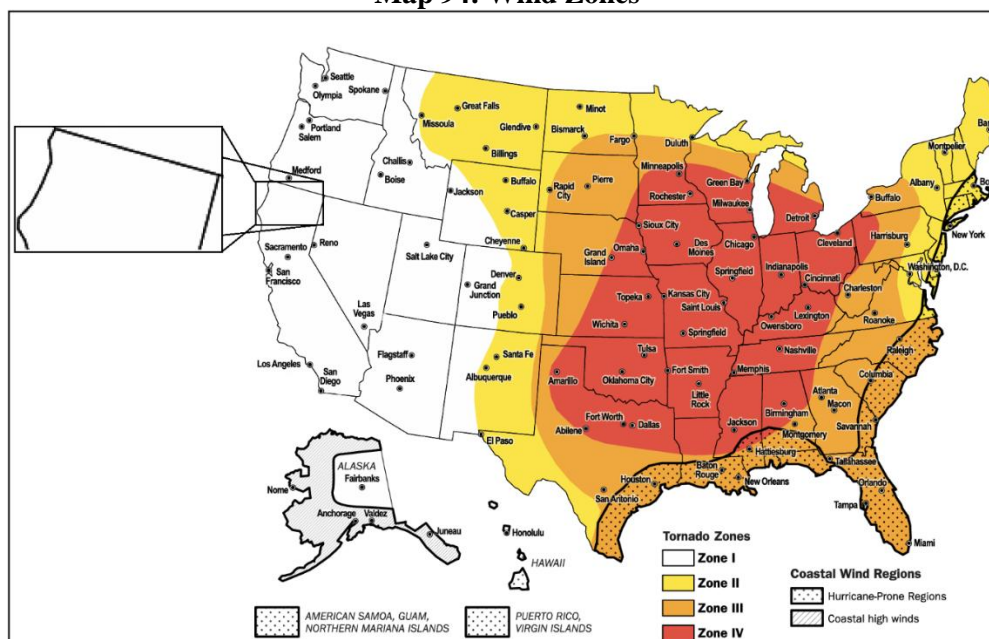 Map 94: Wind Zones
Seattle
Olympia
Spokane
Portland
Salem
Medford
Great Falls
Missoula
Glendive
Billings
Challis
Boise
Jackson
Buffalo
Casper
Cheyenne
Minot
Bismarck
Fargo
Duluth
Minneapolis
Pierre
Rapid City
Rochester
Green Bay
Milwaukee
Detroit
Buffalo
Albany
Montpelier
Ba
Bo
New York
Harrisburg
Washington, D.C.
Sacramento
San Francisco
Reno
Salt Lake City
Las Vegas
Grand Junction
Denver
Pueblo
Grand Island
Omaha
Sioux City
Des Moines
Chicago
Cleveland
Springfield
Indianapolis
Cincinnati
Charleston
Roanoke
Topeka
Kansas City
Saint Louis
Lexington
Owensboro
Wichita
Springfield
Nashville
Raleigh
Los Angeles
San Diego
Flagstaff
Phoenix
Santa Fe
Albuquerque
El Paso
Amarillo
Tulsa
Oklahoma City
Fort Smith
Little Rock
Memphis
Columbia
Atlanta
Macon
Birmingham
Savannah
Montgomery
Abilene
Fort Worth
Dallas
Jackson
Hattiesburg
Tallahassee
Baton Rouge
New Orleans
Houston
San Antonio
Orlando
Tampa
Miami
ALASKA
Fairbanks
Nome
Anchorage
Valdez
Juneau
Honolulu
HAWAII
Tornado Zones
Zone I
Zone II
Zone III
Zone IV
Coastal Wind Regions
Hurricane-Prone Regions
Coastal high winds
AMERICAN SAMOA, GUAM,
NORTHERN MARIANA ISLANDS
PUERTO RICO,
VIRGIN ISLANDS